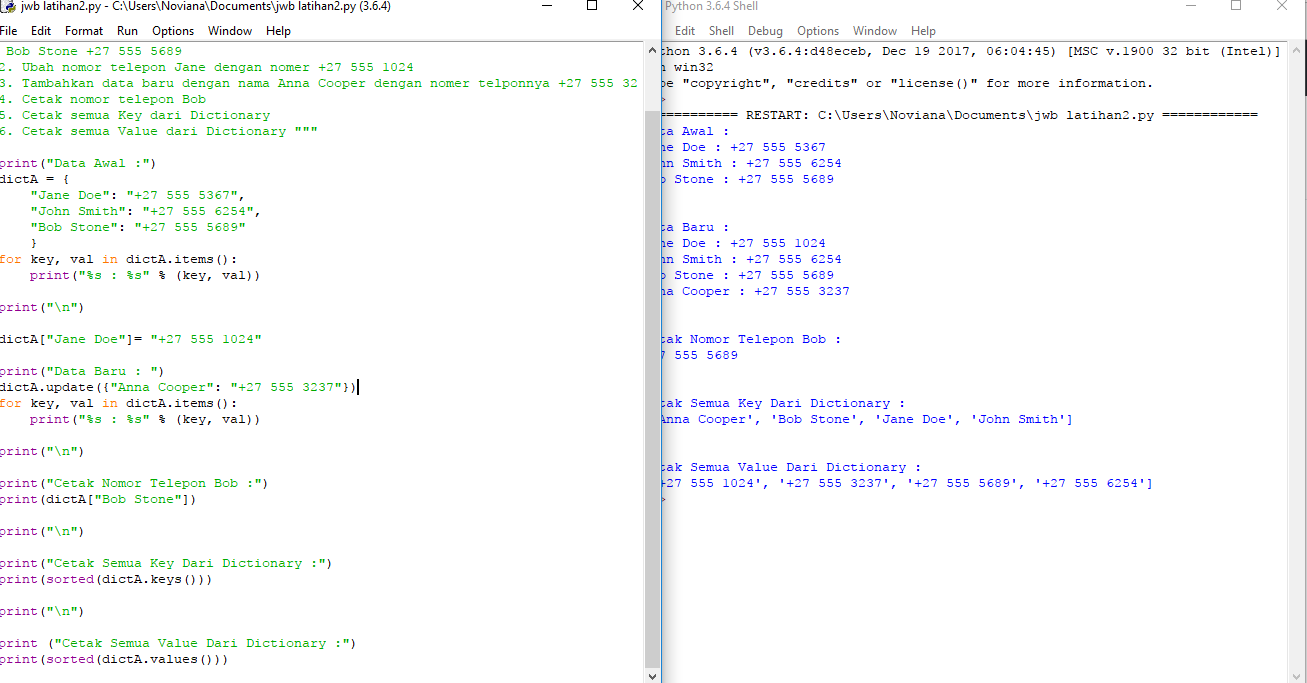 jwb latihan2.py - C:\Users\Noviana\Documents\jwb latihan2.py (3.6.4)
File Edit Format Run Options Window Help
Bob Stone +27 555 5689
2. Ubah nomor telepon Jane dengan nomer +27 555 1024
3. Tambahkan data baru dengan nama Anna Cooper dengan nomer telponnya +27 555 32
4. Cetak nomor telepon Bob
5. Cetak semua Key dari Dictionary
6. Cetak semua Value dari Dictionary """
print("Data Awal :")
dictA = {
"Jane Doe": "+27 555 5367",
"John Smith": "+27 555 6254",
"Bob Stone": "+27 555 5689"
}
for key, val in dictA.items():
print("%s : %s" % (key, val))
print("\n")
dictA["Jane Doe"]= "+27 555 1024"
print("Data Baru : ")
dictA.update({"Anna Cooper": "+27 555 3237"})
for key, val in dictA.items():
print("%s : %s" % (key, val))
print("\n")
print("Cetak Nomor Telepon Bob :")
print(dictA["Bob Stone"])
print("\n")
print("Cetak Semua Key Dari Dictionary :")
print(sorted(dictA.keys()))
print("\n")
print ("Cetak Semua Value Dari Dictionary :")
print(sorted(dictA.values()))
Python 3.6.4 Shell
Edit Shell Debug Options Window Help
thon 3.6.4 (v3.6.4:d48eceb, Dec 19 2017, 06:04:45) [MSC v.1900 32 bit (Intel)]
n win32
pe "copyright", "credits" or "license()" for more information.
>
========== RESTART: C:\Users\Noviana\Documents\jwb latihan2.py ============
ta Awal :
ne Doe : +27 555 5367
hn Smith : +27 555 6254
b Stone : +27 555 5689
ta Baru :
ne Doe : +27 555 1024
hn Smith : +27 555 6254
b Stone : +27 555 5689
na Cooper : +27 555 3237
tak Nomor Telepon Bob :
7 555 5689
tak Semua Key Dari Dictionary :
Anna Cooper', 'Bob Stone', 'Jane Doe', 'John Smith']
tak Semua Value Dari Dictionary :
+27 555 1024', '+27 555 3237', '+27 555 5689', '+27 555 6254']
>